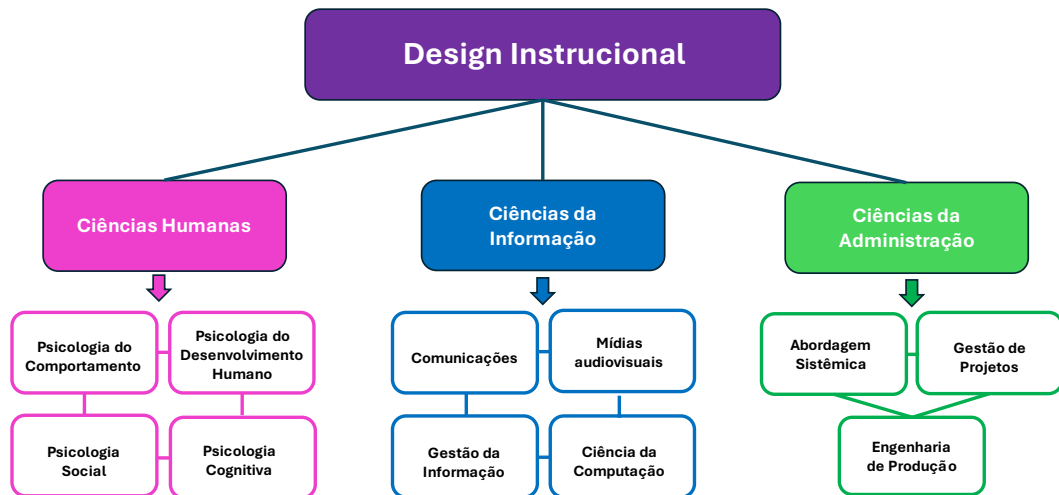 Design Instrucional
Ciências Humanas
Ciências da
Informação
Ciências da
Administração
Psicologia do
Comportamento
Psicologia do
Desenvolvimento
Humano
Psicologia
Social
Psicologia
Cognitiva
Comunicações
Mídias
audiovisuais
Gestão da
Informação
Ciência da
Computação
Abordagem
Sistêmica
Gestão de
Projetos
Engenharia
de Produção